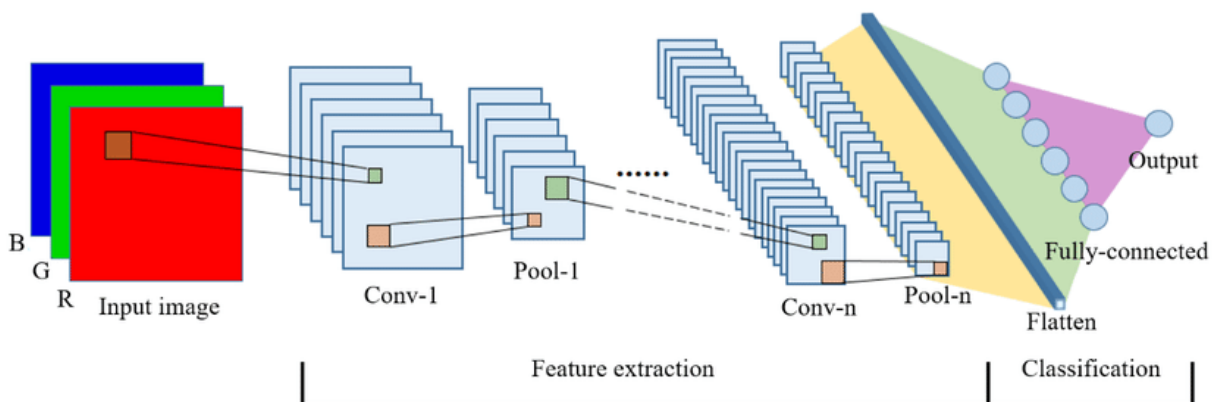 B
G
R
Input image
Conv-1
Pool-1
......
Conv-n
Pool-n
Flatten
Fully-connected
Output
Feature extraction
Classification